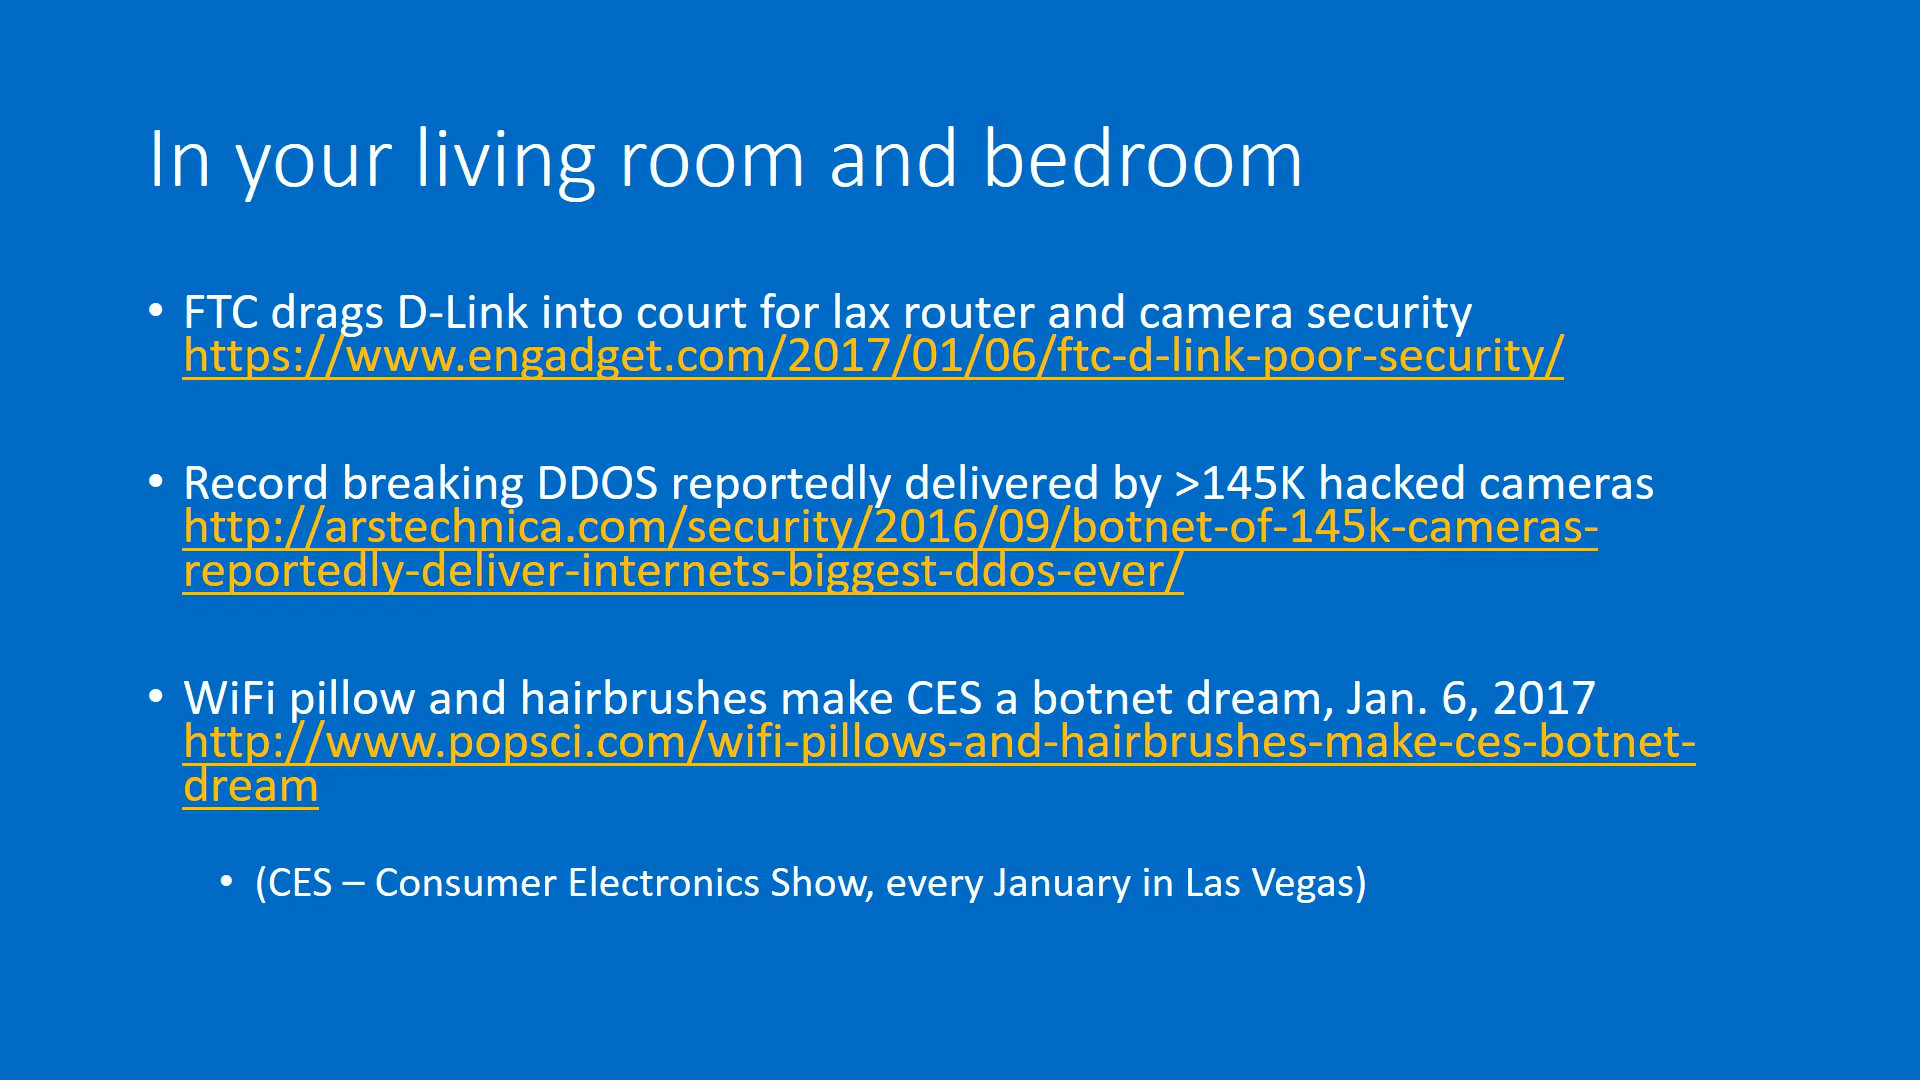 In your living room and bedroom
• FTC drags D-Link into court for lax router and camera security
https://www.engadget.com/2017/01/06/ftc-d-link-poor-security/
• Record breaking DDOS reportedly delivered by >145K hacked cameras
http://arstechnica.com/security/2016/09/botnet-of-145k-cameras-
reportedly-deliver-internets-biggest-ddos-ever/
• WiFi pillow and hairbrushes make CES a botnet dream, Jan. 6, 2017
http://www.popsci.com/wifi-pillows-and-hairbrushes-make-ces-botnet-
dream
• (CES – Consumer Electronics Show, every January in Las Vegas)